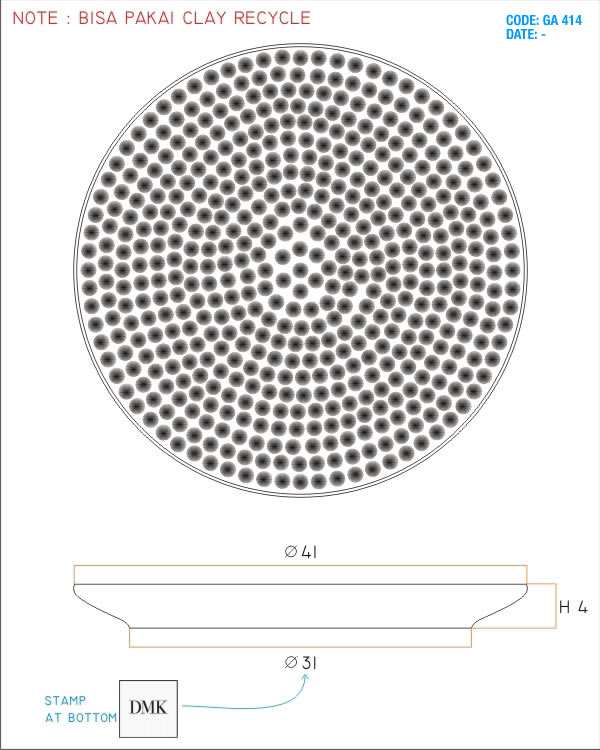 NOTE : BISA PAKAI CLAY RECYCLE
CODE: GA 414
DATE: -
⌀ 41
H 4
⌀ 31
STAMP
AT BOTTOM
DMK